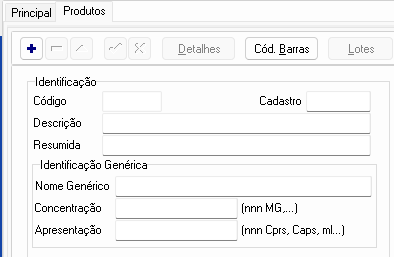 Principal Produtos
Detalhes Cód. Barras Lotes
Identificação
Código Cadastro
Descrição
Resumida
Identificação Genérica
Nome Genérico
Concentração (nnn MG,...)
Apresentação (nnn Cprs, Caps, ml...)